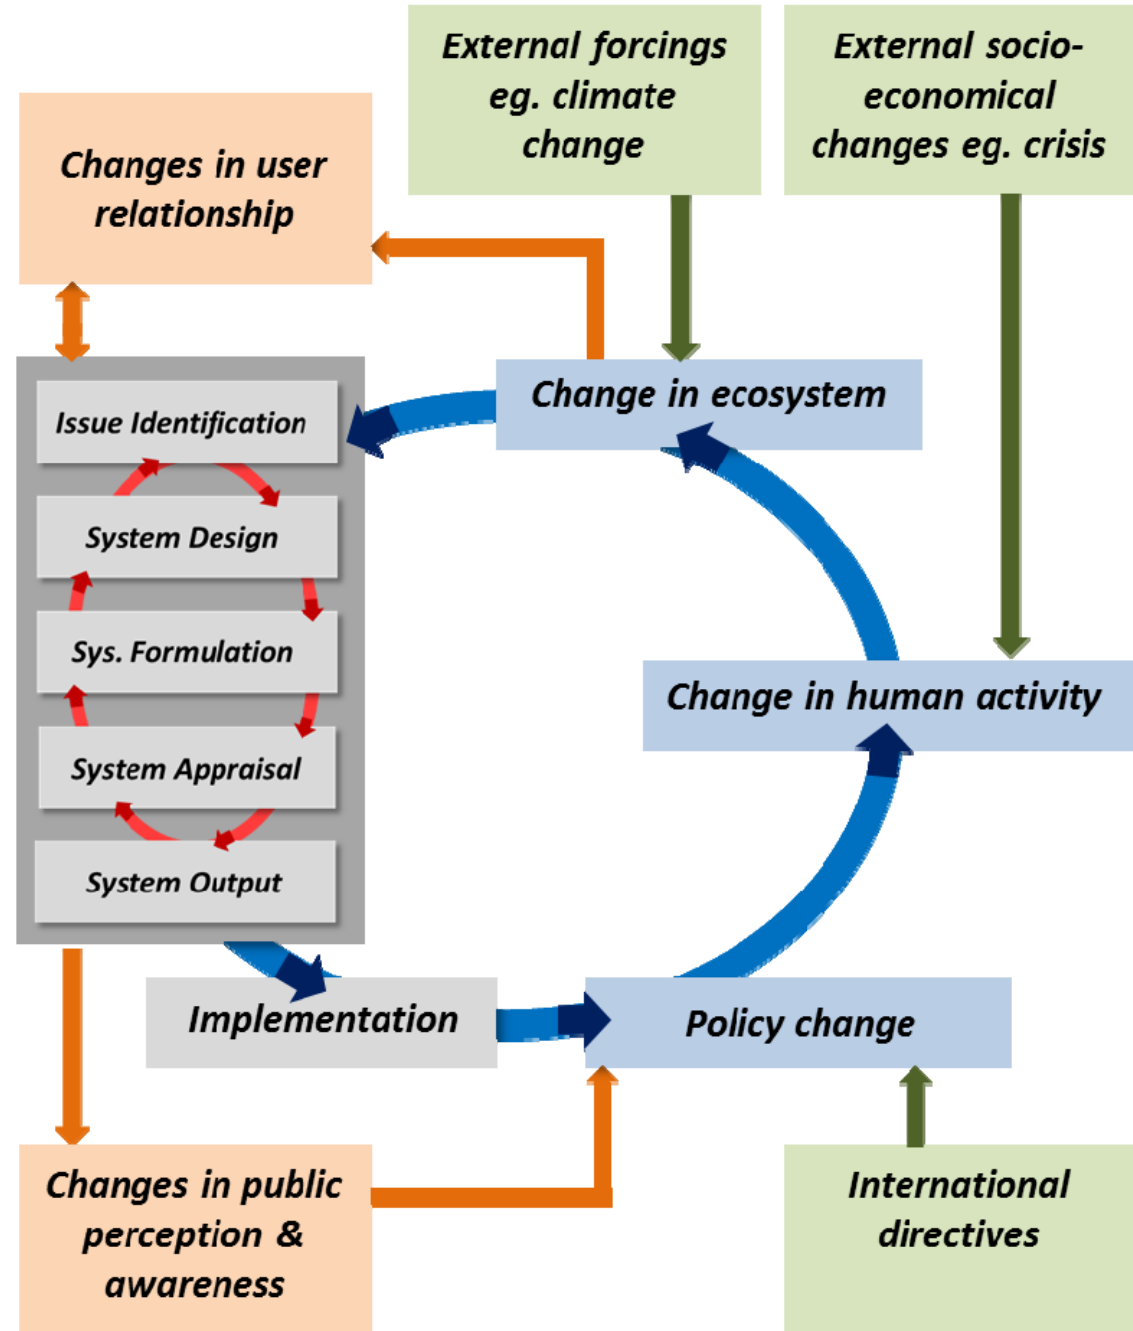 External forcings
eg. climate
change
External socio-
economical
changes eg. crisis
Changes in user
relationship
Change in ecosystem
Issue Identification
System Design
Sys. Formulation
System Appraisal
System Output
Change in human activity
Implementation
Policy change
Changes in public
perception &
awareness
International
directives